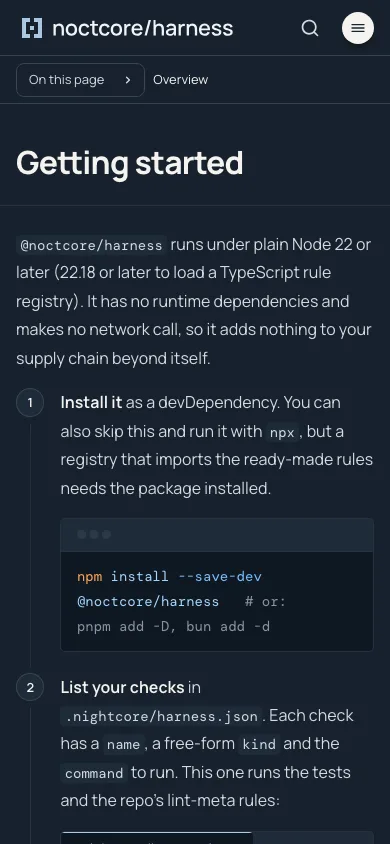 noctcore/harness
On this page
Overview
Getting started
@noctcore/harness runs under plain Node 22 or
later (22.18 or later to load a TypeScript rule
registry). It has no runtime dependencies and
makes no network call, so it adds nothing to your
supply chain beyond itself.
1
Install it as a devDependency. You can
also skip this and run it with npx, but a
registry that imports the ready-made rules
needs the package installed.
npm install --save-dev
@noctcore/harness   # or:
pnpm add -D, bun add -d
2
List your checks in
.nightcore/harness.json. Each check
has a name, a free-form kind and the
command to run. This one runs the tests
and the repo's lint-meta rules: